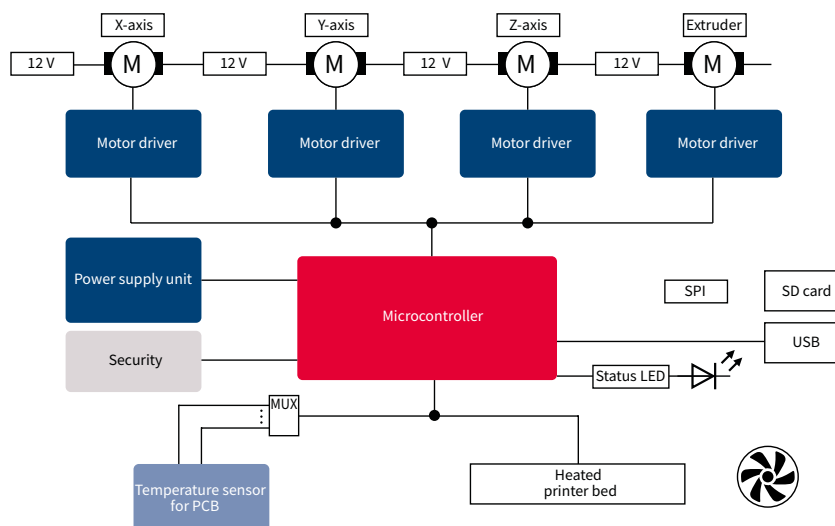 X-axis
Y-axis
Z-axis
Extruder
12 V
M
12 V
M
12 V
M
12 V
M
Motor driver
Motor driver
Motor driver
Motor driver
Power supply unit
Microcontroller
SPI
SD card
Security
USB
Status LED
MUX
Temperature sensor
for PCB
Heated
printer bed